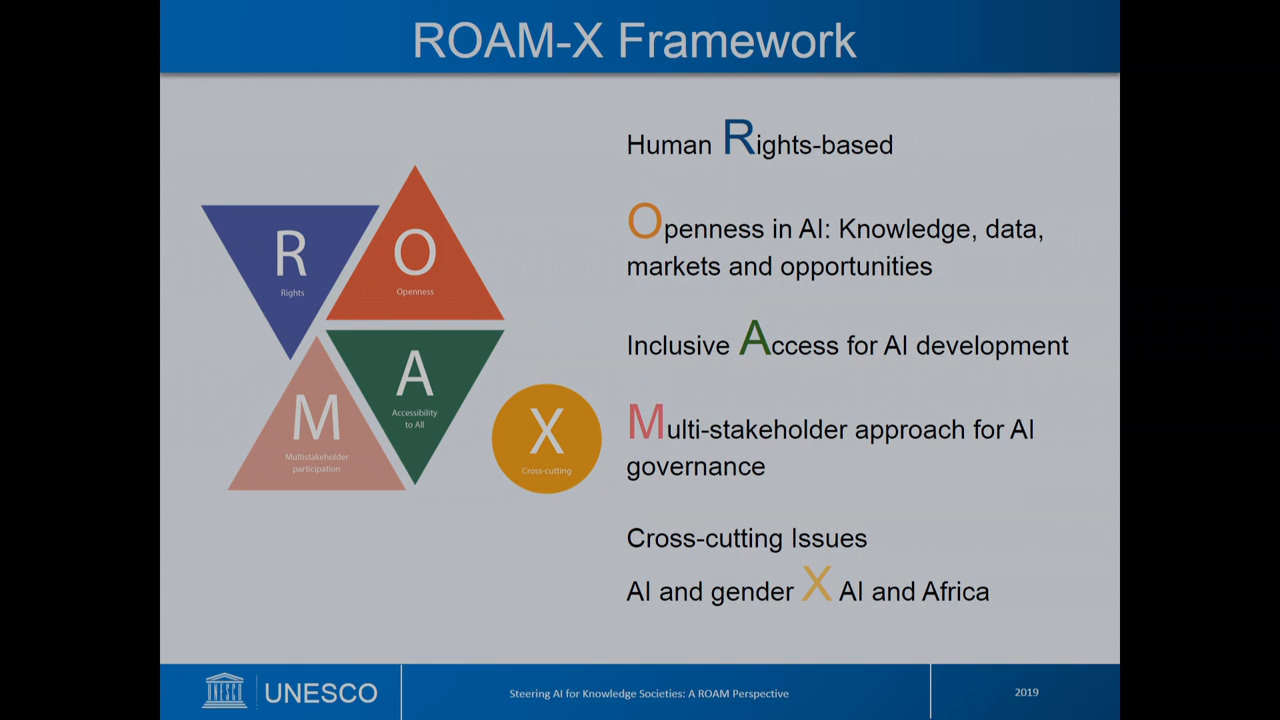 ROAM-X Framework
Human Rights-based
Openness in AI: Knowledge, data,
markets and opportunities
Inclusive Access for AI development
Multi-stakeholder approach for AI
governance
Cross-cutting Issues
AI and gender X AI and Africa
R
Rights
O
Openness
A
Accessibility
to All
M
Multistakeholder
participation
X
Cross-cutting
UNESCO
UNESCO
Steering AI for Knowledge Societies: A ROAM Perspective
2019